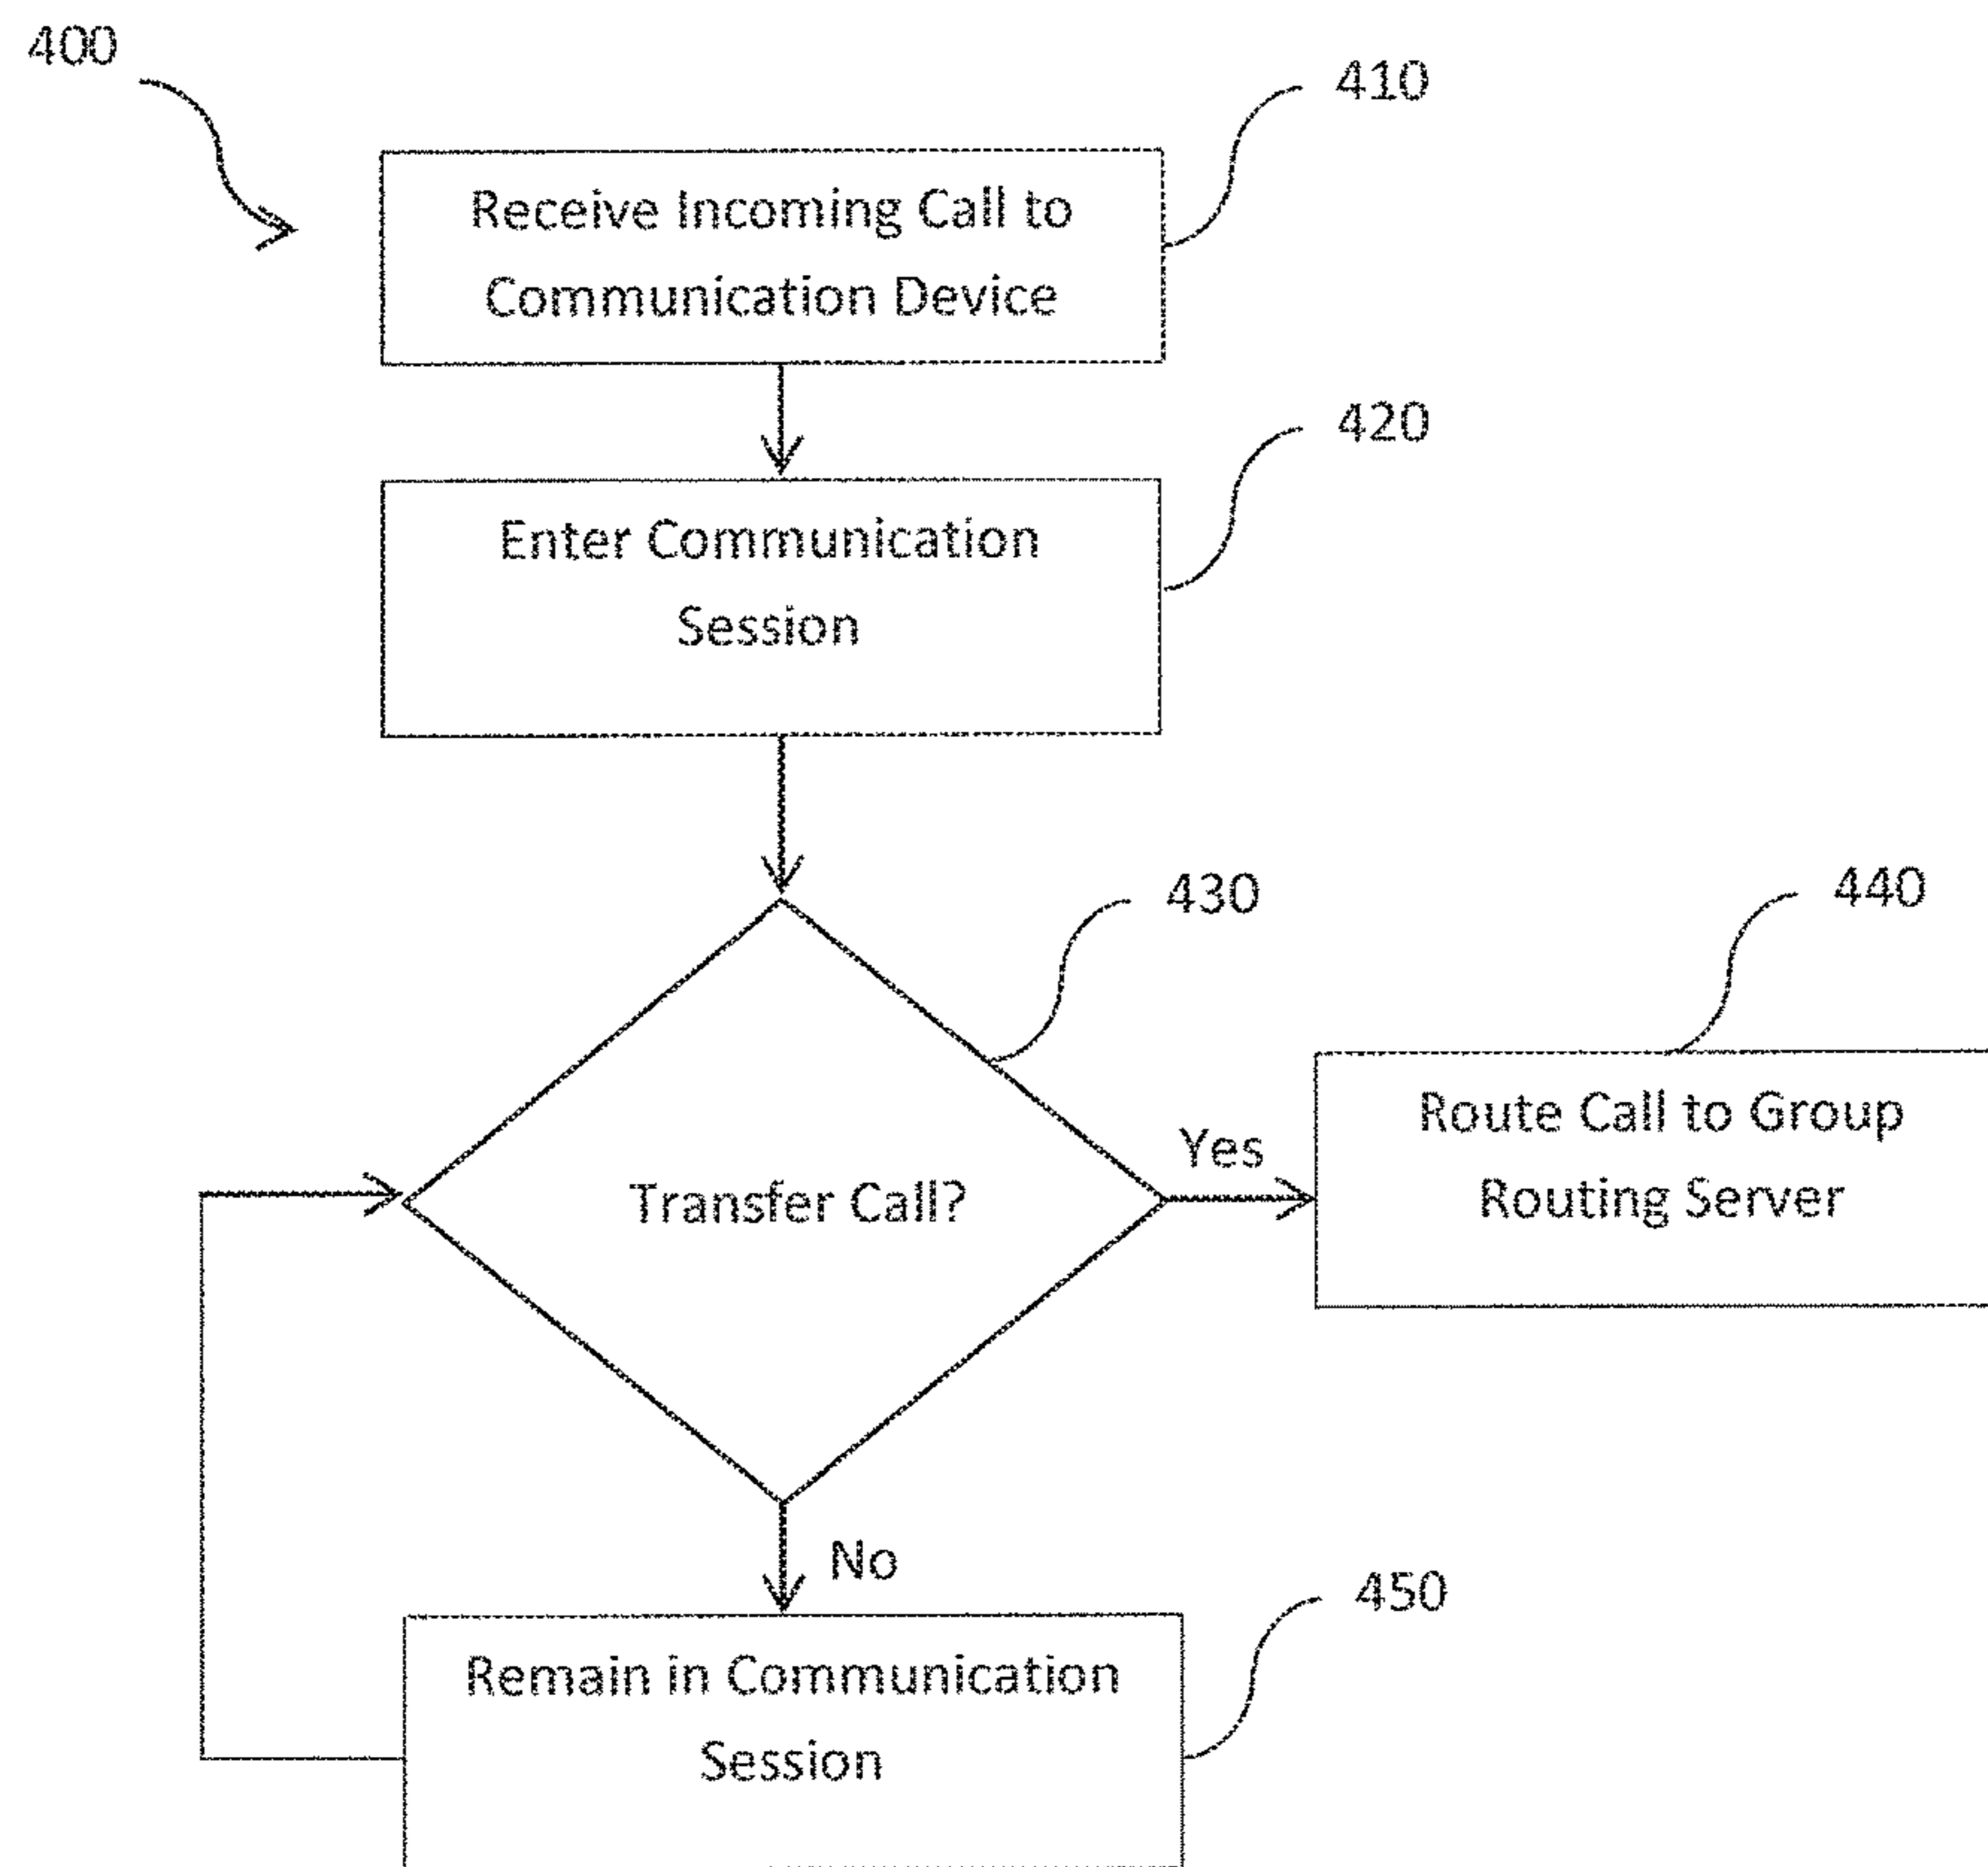 400
410
Receive Incoming Call to
Communication Device
420
Enter Communication
Session
430
440
Transfer Call?
Yes
Route Call to Group
Routing Server
No
450
Remain in Communication
Session